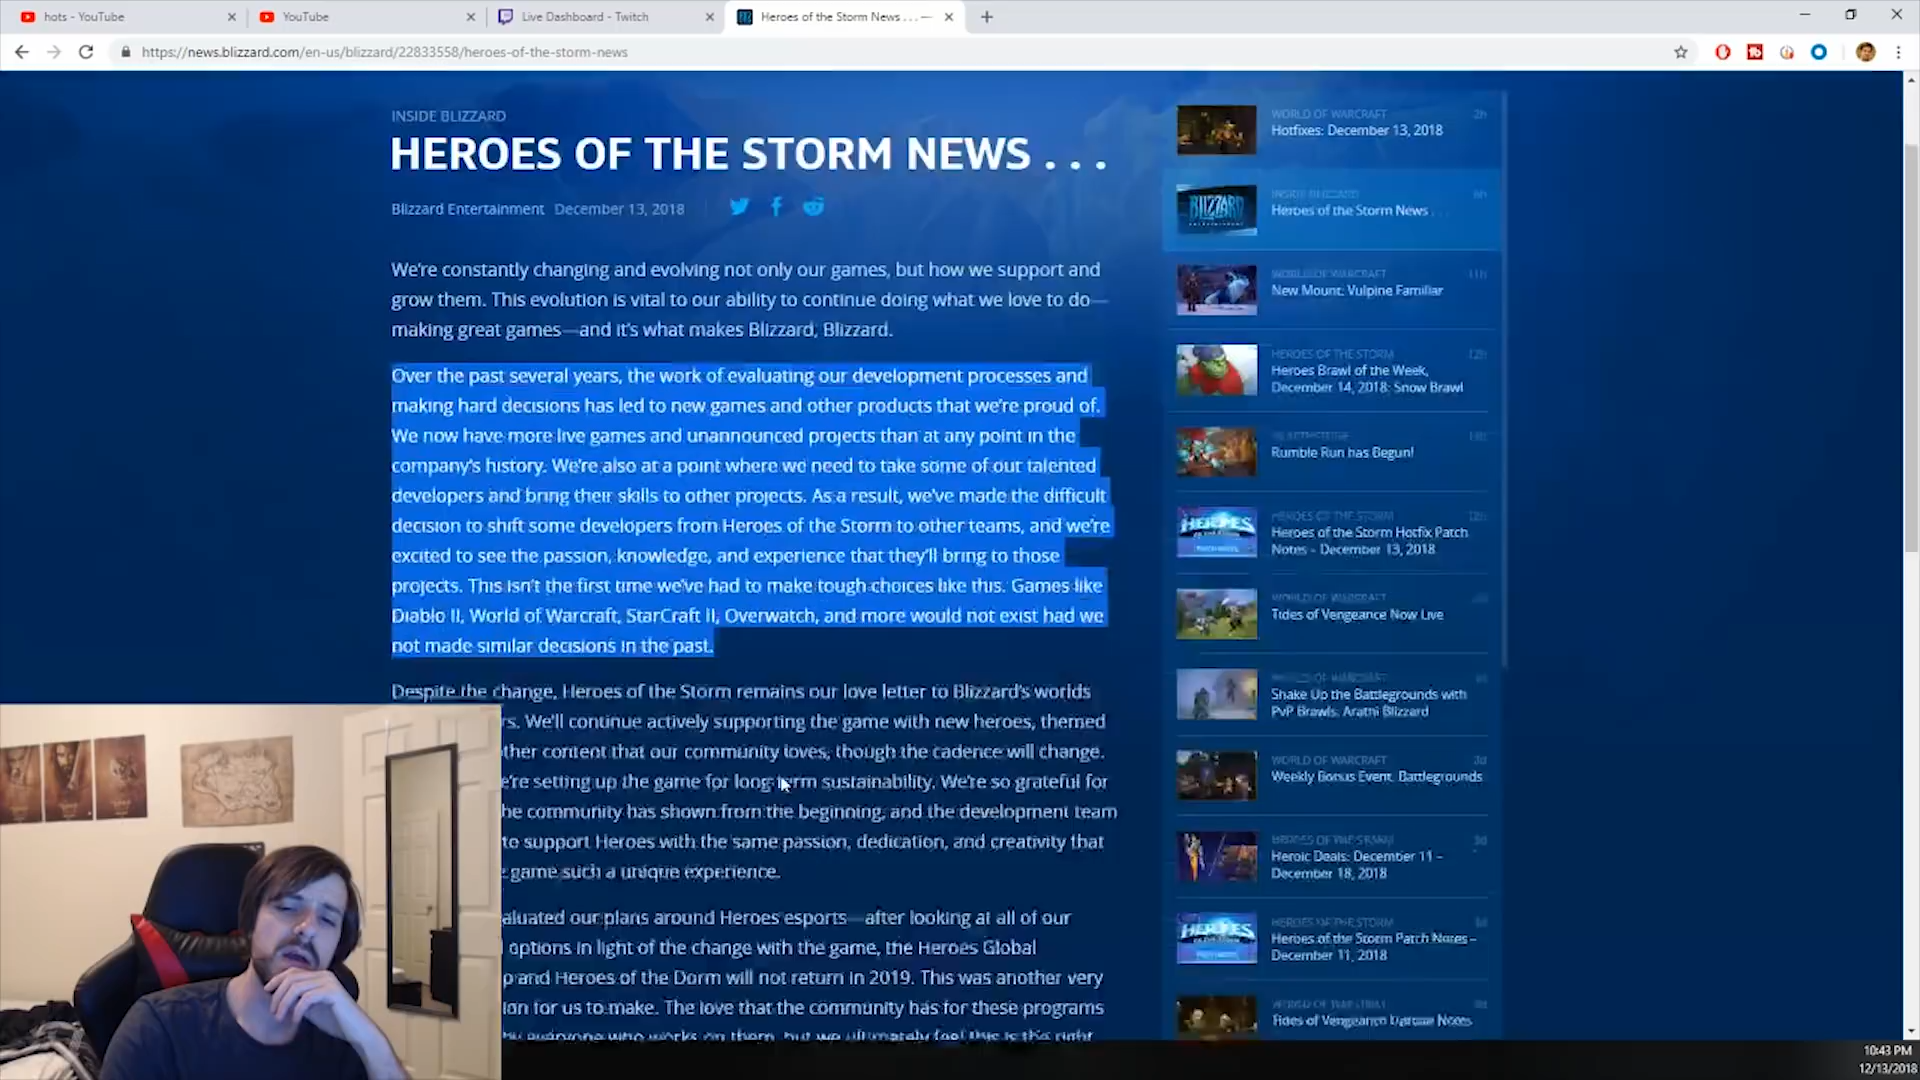 hots - YouTube
YouTube
Live Dashboard - Twitch
Heroes of the Storm News . . . —
https://news.blizzard.com/en-us/blizzard/22833558/heroes-of-the-storm-news
INSIDE BLIZZARD
HEROES OF THE STORM NEWS . . .
Blizzard Entertainment December 13, 2018
We're constantly changing and evolving not only our games, but how we support and
grow them. This evolution is vital to our ability to continue doing what we love to do—
making great games—and it's what makes Blizzard, Blizzard.
Over the past several years, the work of evaluating our development processes and
making hard decisions has led to new games and other products that we're proud of.
We now have more live games and unannounced projects than at any point in the
company's history. We're also at a point where we need to take some of our talented
developers and bring their skills to other projects. As a result, we've made the difficult
decision to shift some developers from Heroes of the Storm to other teams, and we're
excited to see the passion, knowledge, and experience that they'll bring to those
projects. This isn't the first time we've had to make tough choices like this. Games like
Diablo II, World of Warcraft, StarCraft II, Overwatch, and more would not exist had we
not made similar decisions in the past.
Despite the change, Heroes of the Storm remains our love letter to Blizzard's worlds
rs. We'll continue actively supporting the game with new heroes, themed
ther content that our community loves, though the cadence will change.
e're setting up the game for long-term sustainability. We're so grateful for
he community has shown from the beginning, and the development team
to support Heroes with the same passion, dedication, and creativity that
game such a unique experience.
aluated our plans around Heroes esports—after looking at all of our
options in light of the change with the game, the Heroes Global
p and Heroes of the Dorm will not return in 2019. This was another very
ion for us to make. The love that the community has for these programs
by everyone who works on them, but we ultimately feel this is the right
WORLD OF WARCRAFT 2h
Hotfixes: December 13, 2018
INSIDE BLIZZARD 6h
BLIZZARD
ENTERTAINMENT
Heroes of the Storm News . . .
WORLD OF WARCRAFT 11h
New Mount: Vulpine Familiar
HEROES OF THE STORM 12h
Heroes Brawl of the Week,
December 14, 2018: Snow Brawl
HEARTHSTONE
Rumble Run has Begun!
HEROES OF THE STORM
HEROES
Heroes of the Storm Hotfix Patch
Notes - December 13, 2018
WORLD OF WARCRAFT
Tides of Vengeance Now Live
WORLD OF WARCRAFT
Shake Up the Battlegrounds with
PvP Brawls: Arathi Blizzard
WORLD OF WARCRAFT 3d
Weekly Bonus Event: Battlegrounds
HEROES OF THE STORM 3d
Heroic Deals: December 11 –
December 18, 2018
HEROES OF THE STORM
HEROES
Heroes of the Storm Patch Notes –
December 11, 2018
WORLD OF WARCRAFT
Tides of Vengeance Update Notes
10:43 PM
12/13/2018